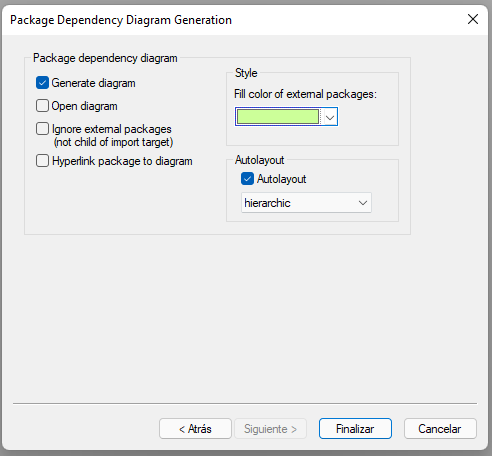 Package Dependency Diagram Generation
Package dependency diagram
Generate diagram
Open diagram
Ignore external packages
(not child of import target)
Hyperlink package to diagram
Style
Fill color of external packages:
Autolayout
Autolayout
hierarchic
< Atrás
Siguiente >
Finalizar
Cancelar